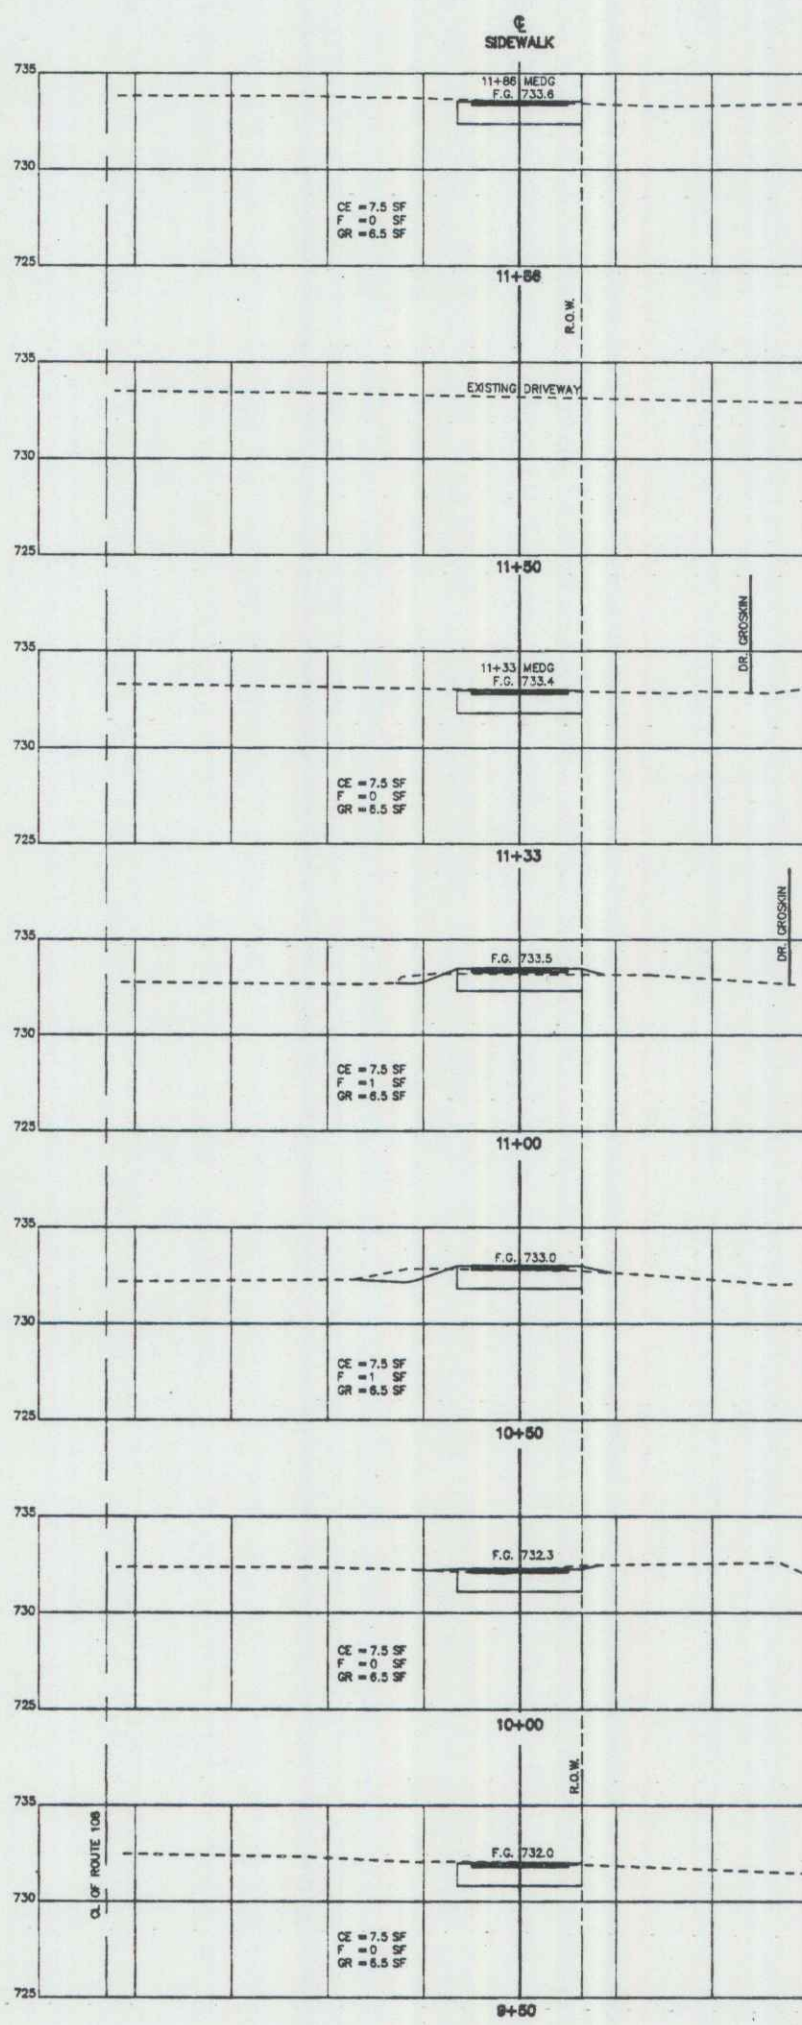 ℄
SIDEWALK
735
11+86 MEDG
F.G. 733.6
730
CE = 7.5 SF
F = 0 SF
GR = 6.5 SF
725
11+86
R.O.W.
735
EXISTING DRIVEWAY
730
725
11+50
DR. GROSKIN
735
11+33 MEDG
F.G. 733.4
730
CE = 7.5 SF
F = 0 SF
GR = 6.5 SF
725
11+33
DR. GROSKIN
735
F.G. 733.5
730
CE = 7.5 SF
F = 1 SF
GR = 6.5 SF
725
11+00
735
F.G. 733.0
730
CE = 7.5 SF
F = 1 SF
GR = 6.5 SF
725
10+50
735
F.G. 732.3
730
CE = 7.5 SF
F = 0 SF
GR = 6.5 SF
725
10+00
R.O.W.
735
CL OF ROUTE 108
F.G. 732.0
730
CE = 7.5 SF
F = 0 SF
GR = 6.5 SF
725
9+50